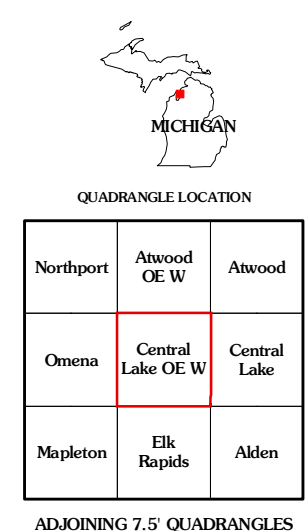 MICHIGAN
QUADRANGLE LOCATION
Northport
Atwood
OE W
Atwood
Omena
Central
Lake OE W
Central
Lake
Mapleton
Elk
Rapids
Alden
ADJOINING 7.5' QUADRANGLES